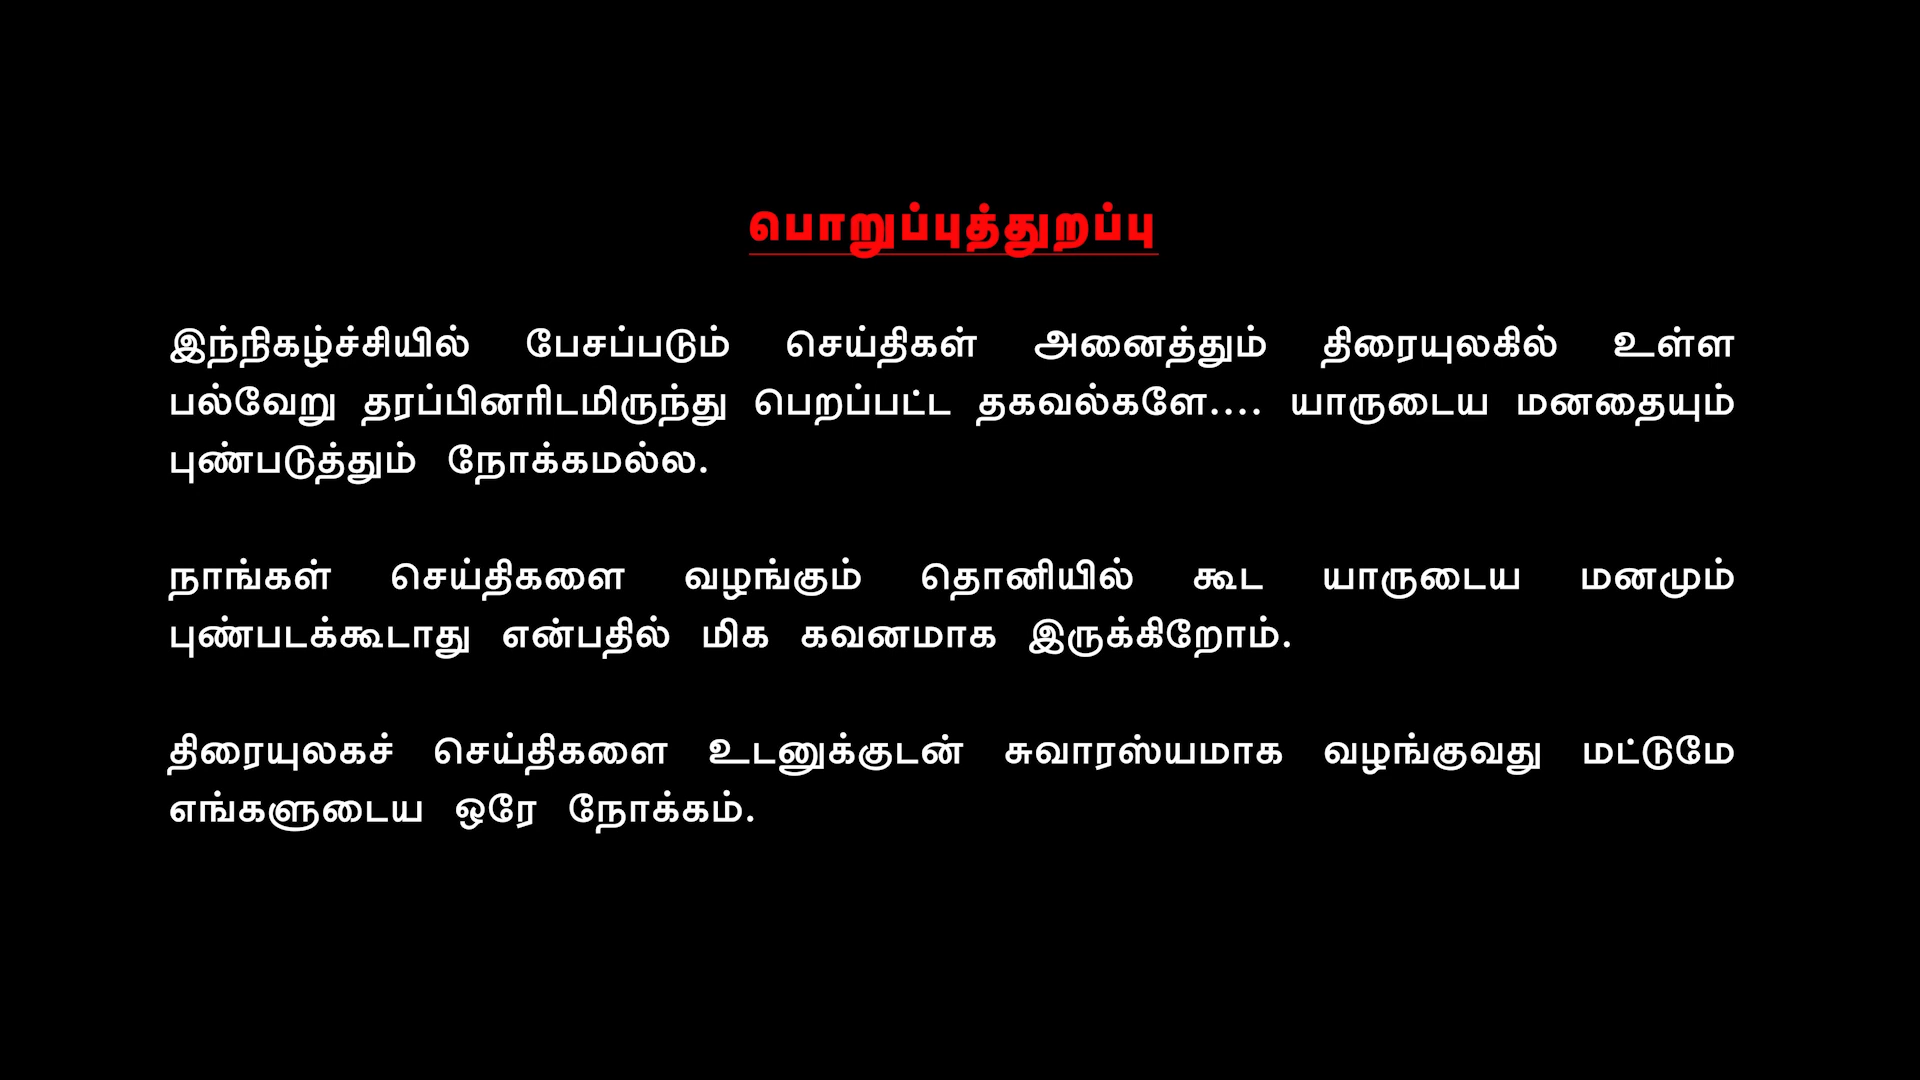 பொறுப்புத்துறப்பு
இந்நிகழ்ச்சியில் பேசப்படும் செய்திகள் அனைத்தும் திரையுலகில் உள்ள
பல்வேறு தரப்பினரிடமிருந்து பெறப்பட்ட தகவல்களே.... யாருடைய மனதையும்
புண்படுத்தும் நோக்கமல்ல.
நாங்கள் செய்திகளை வழங்கும் தொனியில் கூட யாருடைய மனமும்
புண்படக்கூடாது என்பதில் மிக கவனமாக இருக்கிறோம்.
திரையுலகச் செய்திகளை உடனுக்குடன் சுவாரஸ்யமாக வழங்குவது மட்டுமே
எங்களுடைய ஒரே நோக்கம்.